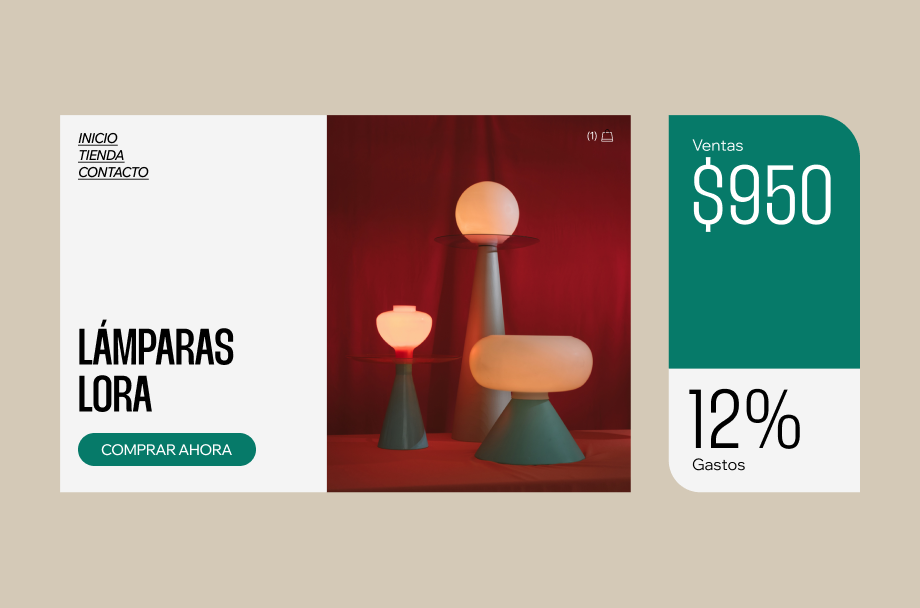 INICIO
TIENDA
CONTACTO
LÁMPARAS
LORA
COMPRAR AHORA
(1)
Ventas
$950
12%
Gastos